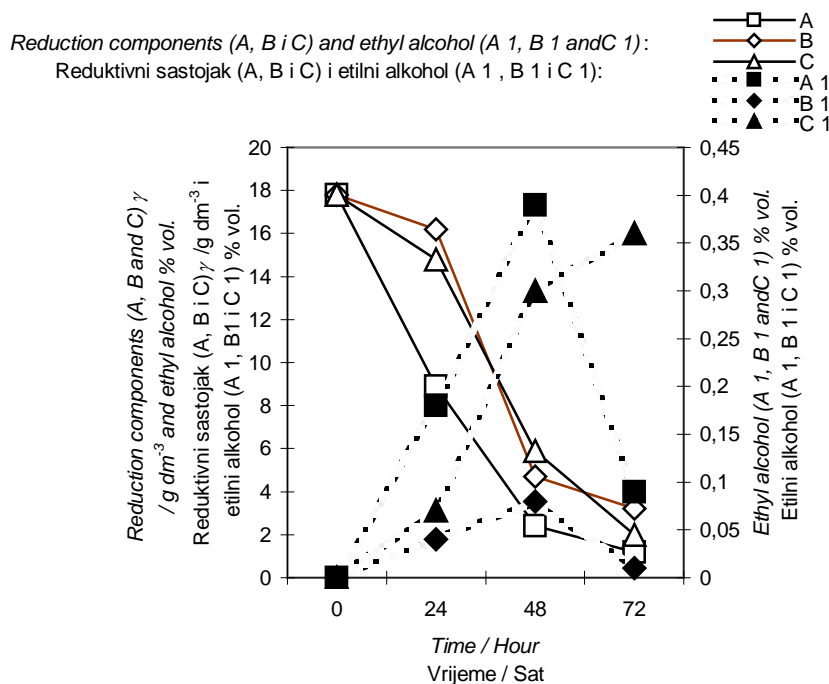 Reduction components (A, B i C) and ethyl alcohol (A 1, B 1 andC 1):
Reduktivni sastojak (A, B i C) i etilni alkohol (A 1 , B 1 i C 1):
A
B
C
A 1
B 1
C 1
Reduction components (A, B and C) γ
/ g dm-3 and ethyl alcohol % vol.
Reduktivni sastojak (A, B i C) γ /g dm-3 i
etilni alkohol (A 1, B1 i C 1) % vol.
20
18
16
14
12
10
8
6
4
2
0
0,45
0,4
0,35
0,3
0,25
0,2
0,15
0,1
0,05
0
Ethyl alcohol (A 1, B 1 andC 1) % vol.
Etilni alkohol (A 1, B 1 i C 1) % vol.
0 24 48 72
Time / Hour
Vrijeme / Sat